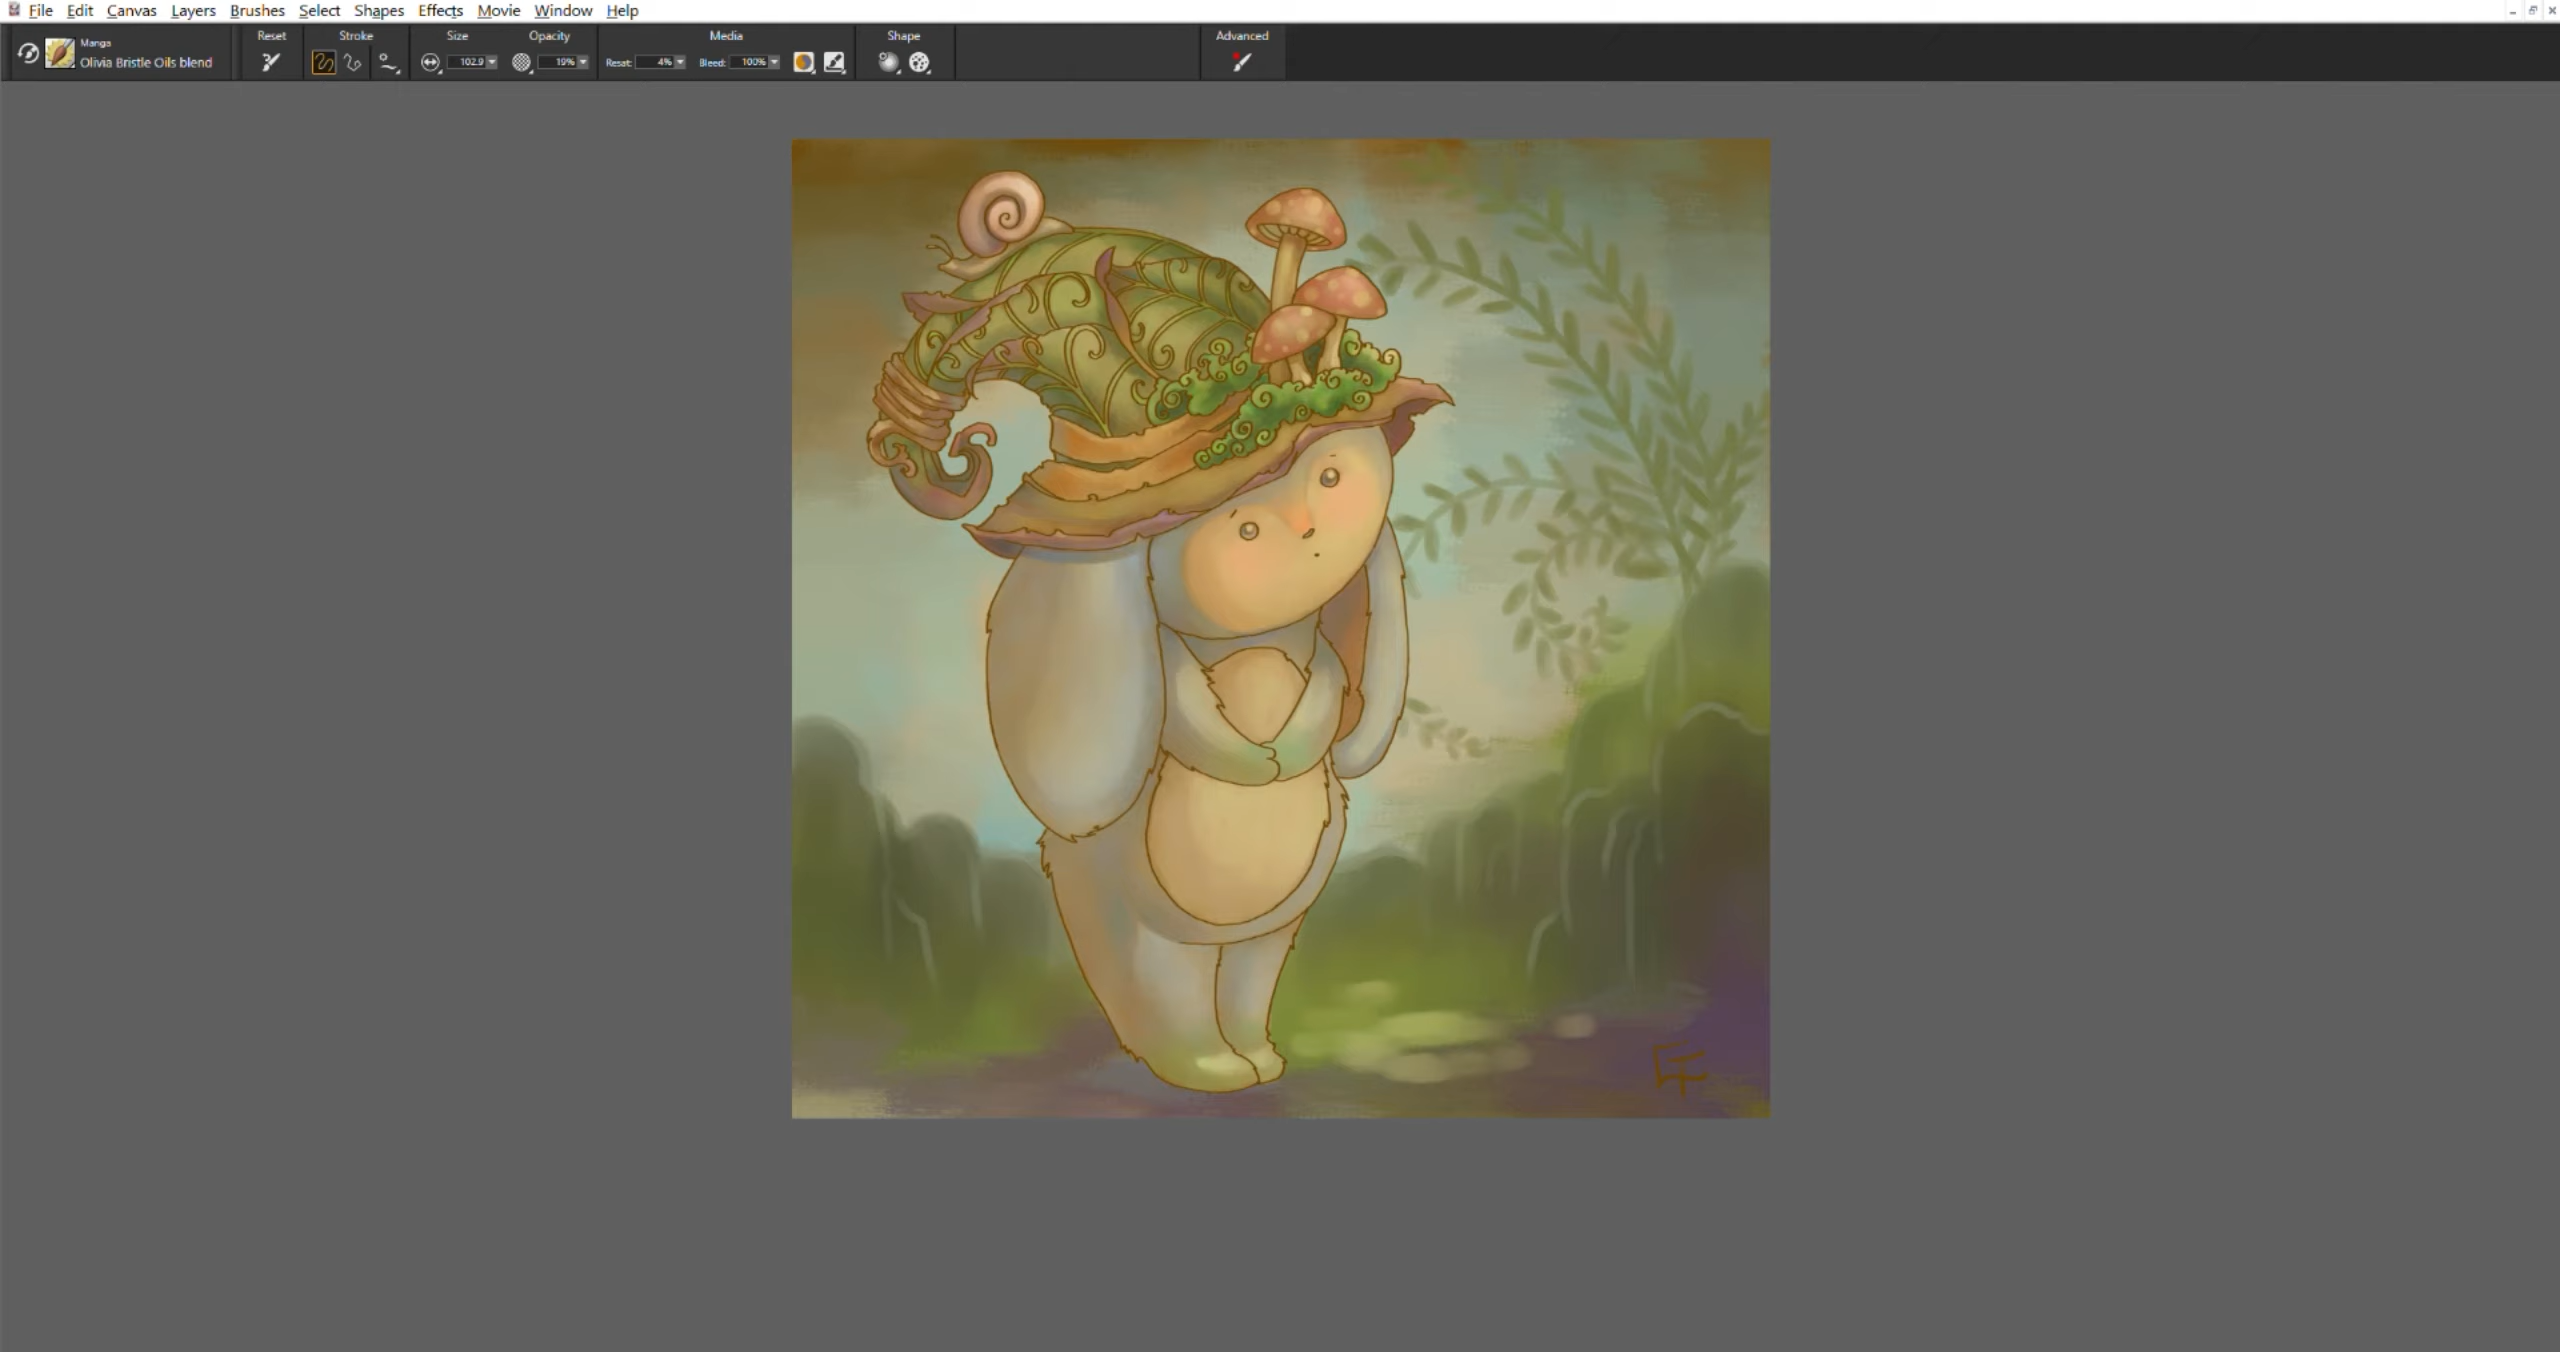 File Edit Canvas Layers Brushes Select Shapes Effects Movie Window Help
Reset Stroke Size Opacity Media Shape Advanced
Manga
Olivia Bristle Oils blend
102.9 19% Resat: 4% Bleed: 100%